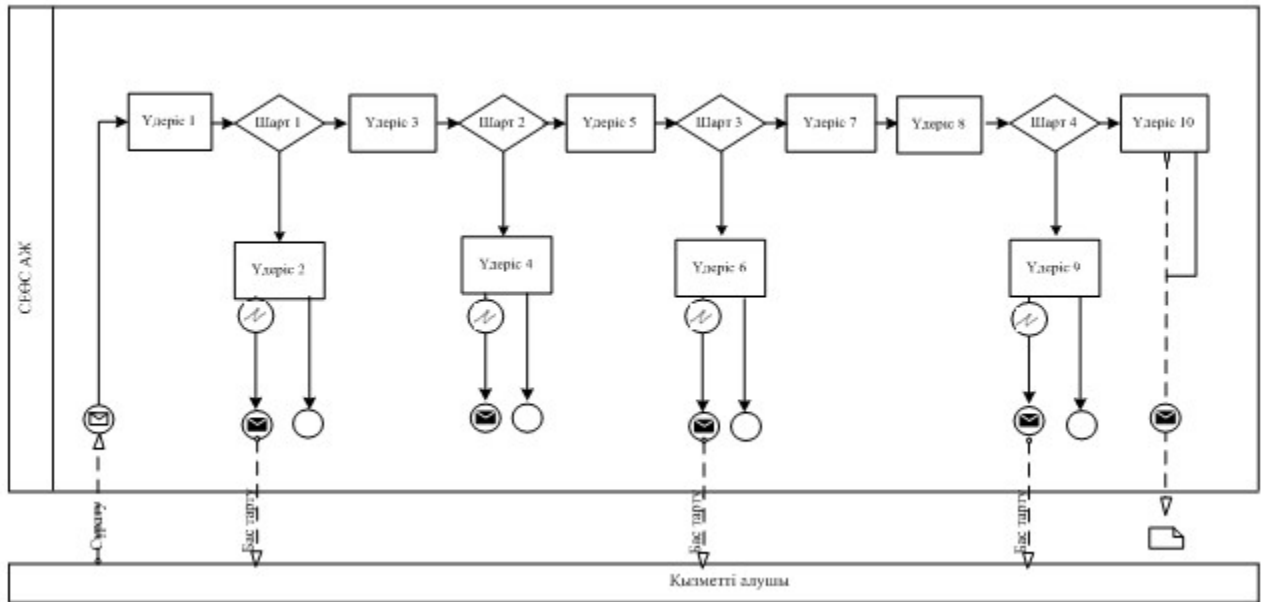 СЕӨС АЖ
Үдеріс 1
Шарт 1
Үдеріс 3
Шарт 2
Үдеріс 5
Шарт 3
Үдеріс 7
Үдеріс 8
Шарт 4
Үдеріс 10
Үдеріс 2
Үдеріс 4
Үдеріс 6
Үдеріс 9
Бас тарту
Бас тарту
Бас тарту
Қызметті алушы